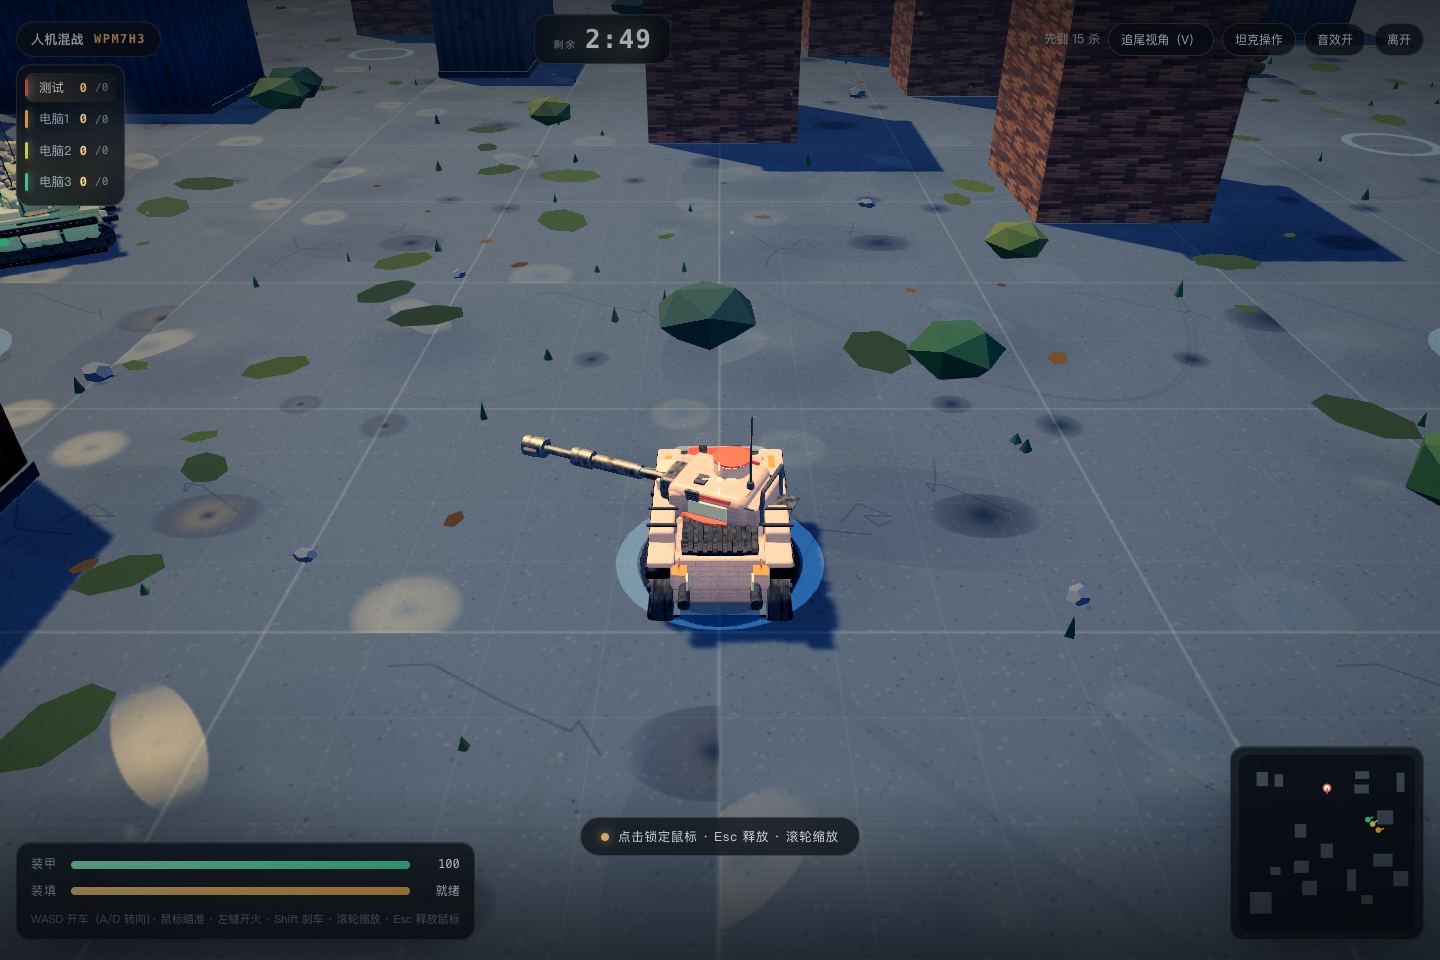 人机混战 WPM7H3
剩余 2:49
先到 15 杀 追尾视角（V） 坦克操作 音效开 离开
测试 0 /0
电脑1 0 /0
电脑2 0 /0
电脑3 0 /0
点击锁定鼠标 · Esc 释放 · 滚轮缩放
装甲 100
装填 就绪
WASD 开车（A/D 转向）· 鼠标瞄准 · 左键开火 · Shift 刹车 · 滚轮缩放 · Esc 释放鼠标